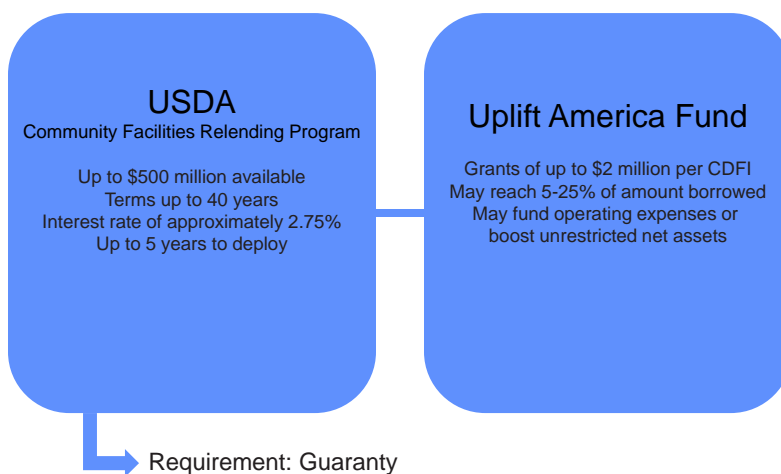 USDA
Community Facilities Relending Program
Up to $500 million available
Terms up to 40 years
Interest rate of approximately 2.75%
Up to 5 years to deploy
Uplift America Fund
Grants of up to $2 million per CDFI
May reach 5-25% of amount borrowed
May fund operating expenses or
boost unrestricted net assets
Requirement: Guaranty